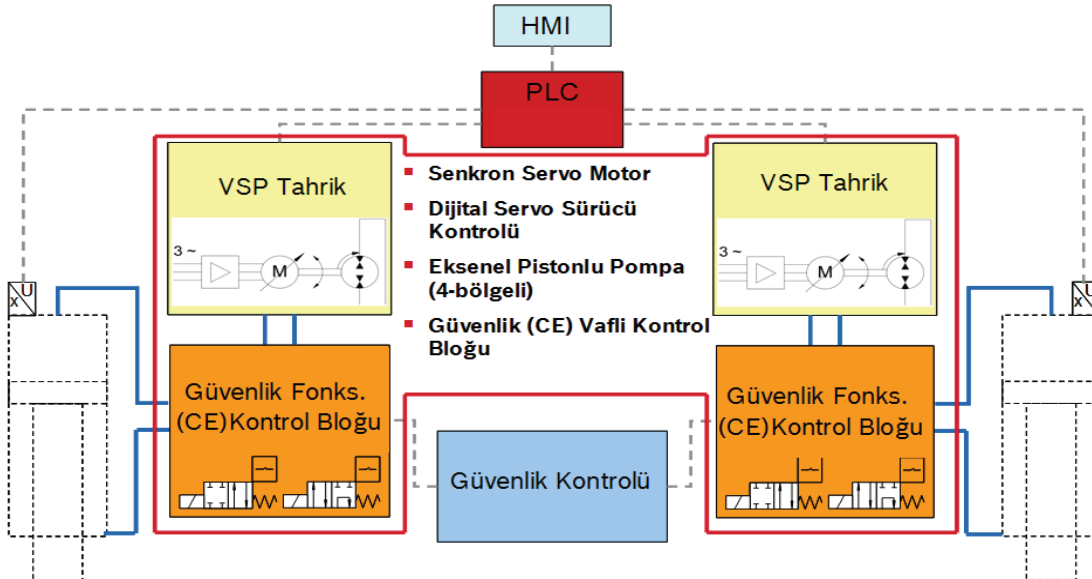 HMI
PLC
VSP Tahrik
3 ~
M
Senkron Servo Motor
Dijital Servo Sürücü
Kontrolü
Eksenel Pistonlu Pompa
(4-bölgeli)
Güvenlik (CE) Vafli Kontrol
Bloğu
VSP Tahrik
3 ~
M
U
x
U
x
Güvenlik Fonks.
(CE)Kontrol Bloğu
Güvenlik Kontrolü
Güvenlik Fonks.
(CE)Kontrol Bloğu